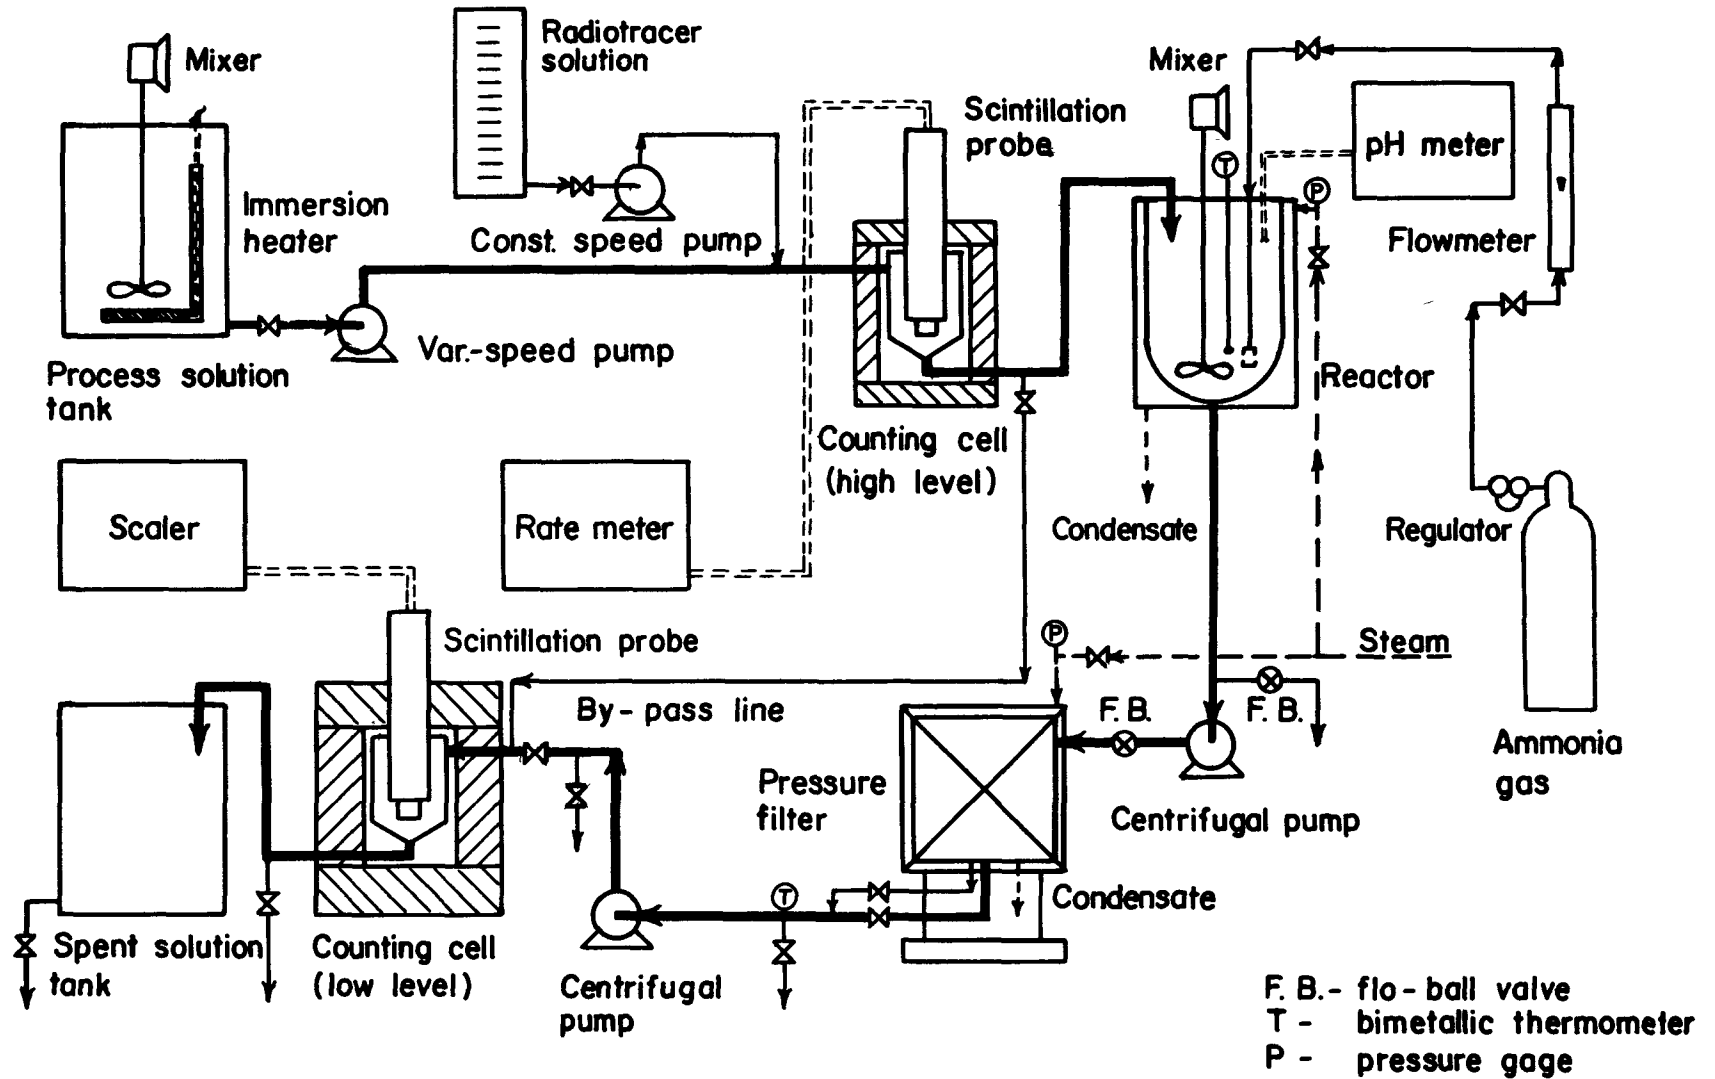 Mixer
Radiotracer
solution
Mixer
Scintillation
probe
pH meter
Immersion
heater
Const. speed pump
Flowmeter
Var.-speed pump
Process solution
tank
Reactor
Counting cell
(high level)
Scaler
Rate meter
Condensate
Regulator
Scintillation probe
Steam
By-pass line
F. B.
F. B.
Ammonia
gas
Pressure
filter
Centrifugal pump
Condensate
Spent solution
tank
Counting cell
(low level)
Centrifugal
pump
T
P
P
T
F. B.- flo-ball valve
T - bimetallic thermometer
P - pressure gage